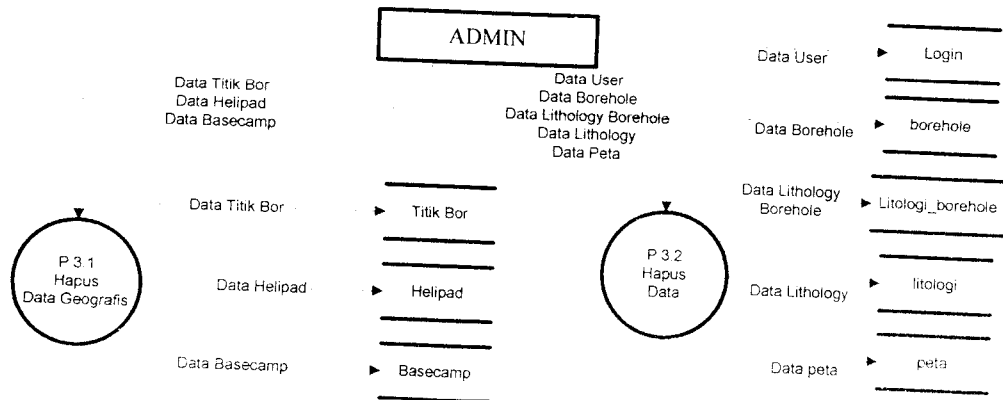 ADMIN
Data Titik Bor
Data Helipad
Data Basecamp
Data User
Data Borehole
Data Lithology Borehole
Data Lithology
Data Peta
P 3.1
Hapus
Data Geografis
Data Titik Bor
Titik Bor
Data Helipad
Helipad
Data Basecamp
Basecamp
P 3.2
Hapus
Data
Data User
Login
Data Borehole
borehole
Data Lithology
Borehole
Litologi_borehole
Data Lithology
litologi
Data peta
peta